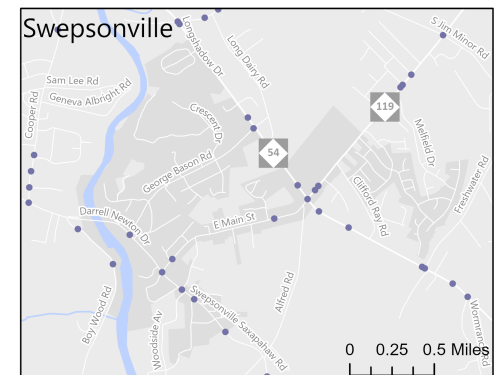 Swepsonville
S Jim Minor Rd
Longshadow Dr
Long Dairy Rd
Sam Lee Rd
Geneva Albright Rd
Cooper Rd
119
Crescent Dr
Melfield Dr
54
George Bason Rd
Freshwater Rd
Clifford Ray Rd
Darrell Newton Dr
E Main St
Alfred Rd
Boy Wood Rd
Woodside Av
Swepsonville Saxapahaw Rd
Wormranch Rd
0 0.25 0.5 Miles